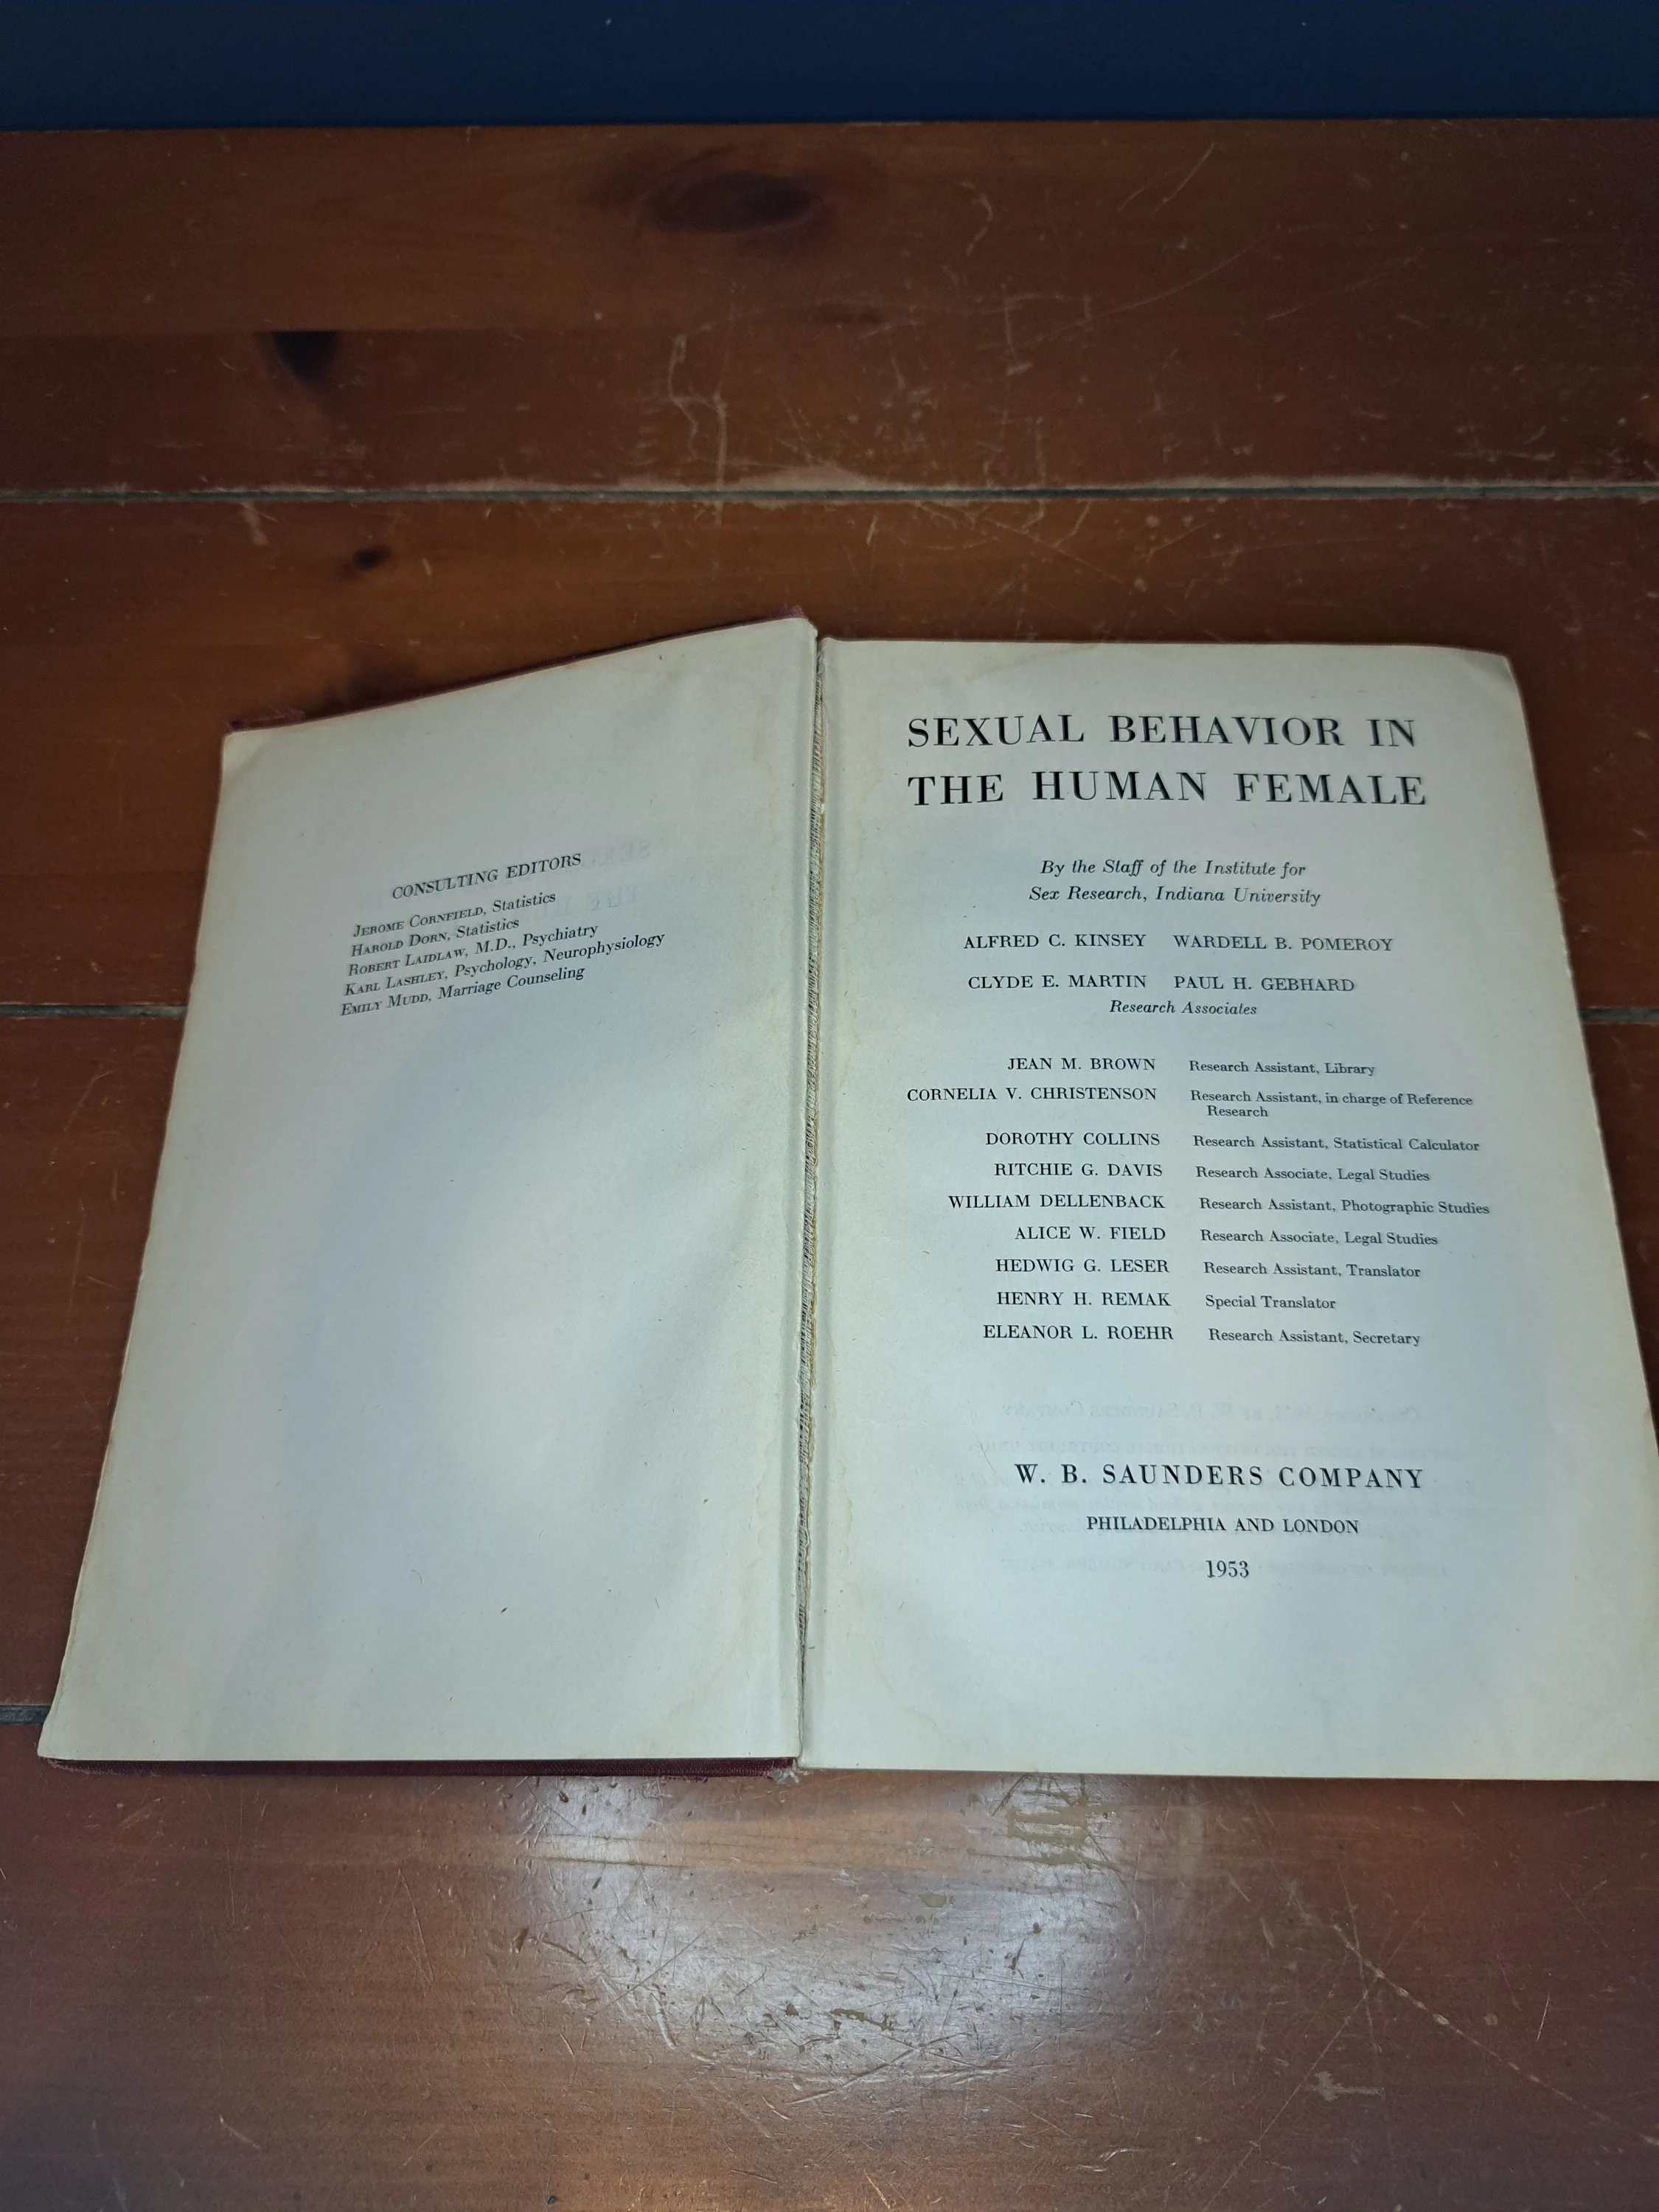 CONSULTING EDITORS
JEROME CORNFIELD, Statistics
HAROLD DORN, Statistics
ROBERT LAIDLAW, M.D., Psychiatry
KARL LASHLEY, Psychology, Neurophysiology
EMILY MUDD, Marriage Counseling
SEXUAL BEHAVIOR IN
THE HUMAN FEMALE
By the Staff of the Institute for
Sex Research, Indiana University
ALFRED C. KINSEY WARDELL B. POMEROY
CLYDE E. MARTIN PAUL H. GEBHARD
Research Associates
JEAN M. BROWN Research Assistant, Library
CORNELIA V. CHRISTENSON Research Assistant, in charge of Reference
Research
DOROTHY COLLINS Research Assistant, Statistical Calculator
RITCHIE G. DAVIS Research Associate, Legal Studies
WILLIAM DELLENBACK Research Assistant, Photographic Studies
ALICE W. FIELD Research Associate, Legal Studies
HEDWIG G. LESER Research Assistant, Translator
HENRY H. REMAK Special Translator
ELEANOR L. ROEHR Research Assistant, Secretary
W. B. SAUNDERS COMPANY
PHILADELPHIA AND LONDON
1953